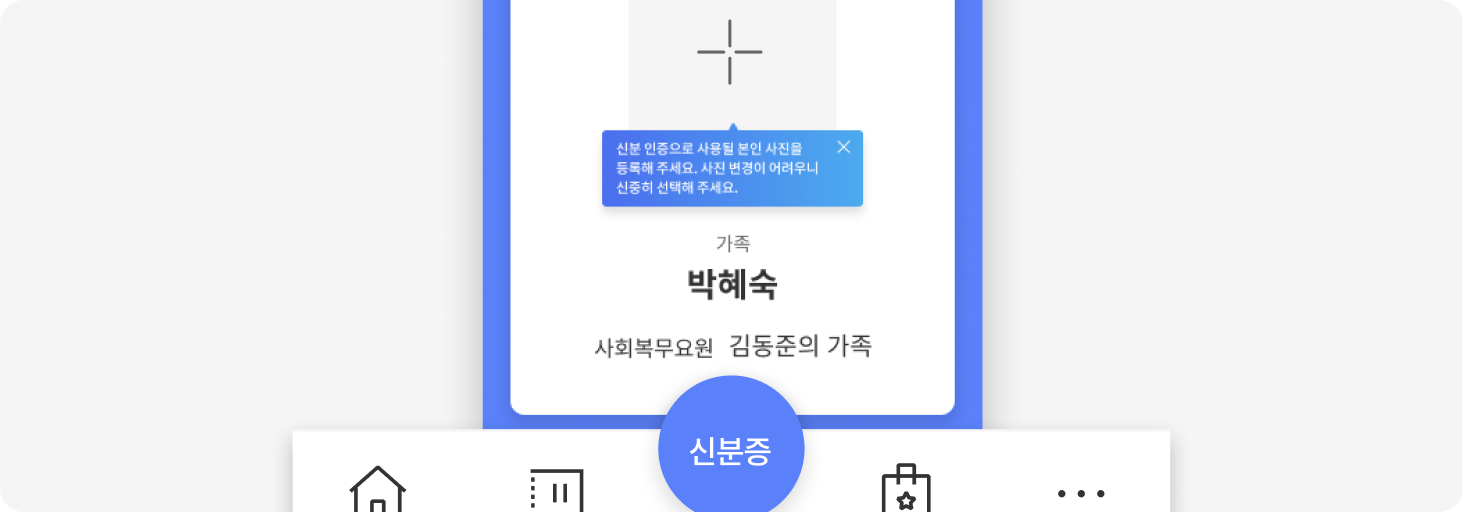 신분 인증으로 사용될 본인 사진을
등록해 주세요. 사진 변경이 어려우니
신중히 선택해 주세요.
가족
박혜숙
사회복무요원 김동준의 가족
신분증